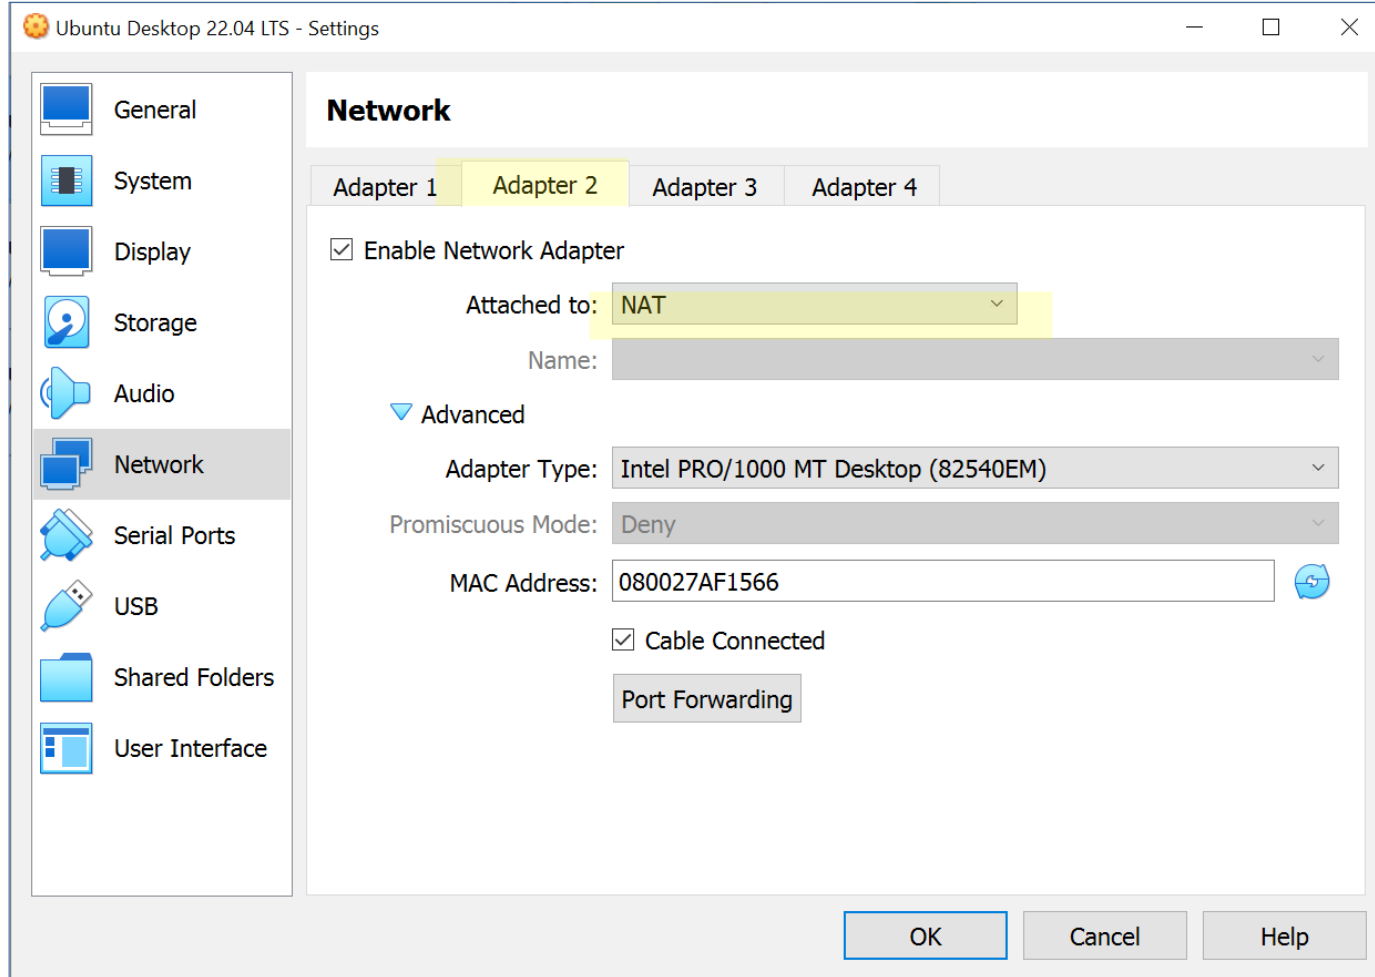 Ubuntu Desktop 22.04 LTS - Settings
General
System
Display
Storage
Audio
Network
Serial Ports
USB
Shared Folders
User Interface
Network
Adapter 1 Adapter 2 Adapter 3 Adapter 4
Enable Network Adapter
Attached to: NAT
Name:
Advanced
Adapter Type: Intel PRO/1000 MT Desktop (82540EM)
Promiscuous Mode: Deny
MAC Address: 080027AF1566
Cable Connected
Port Forwarding
OK Cancel Help